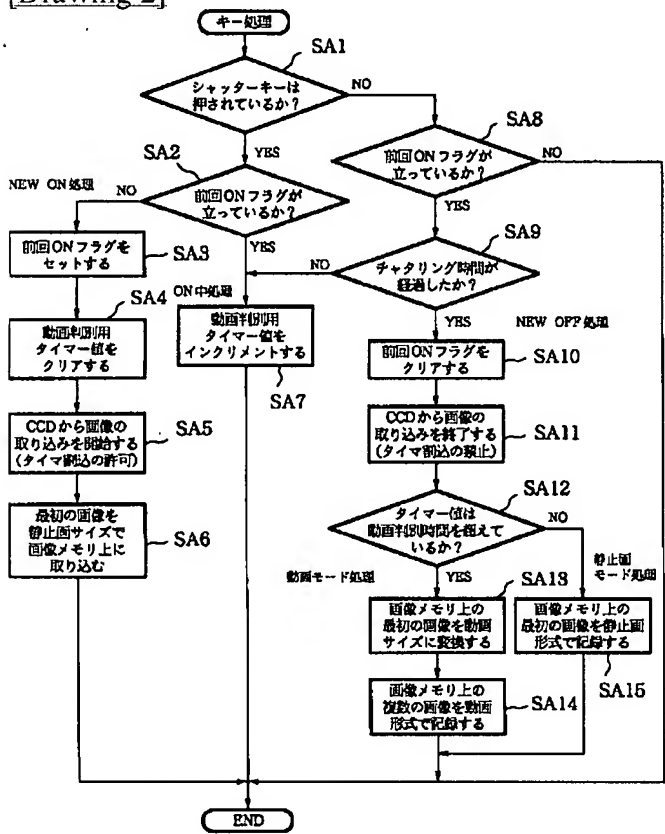 [Drawing 2]
キー処理
SA1
シャッターキーは
押されているか?
NO
YES
SA2
前回ONフラグが
立っているか?
NEW ON処理
NO
YES
SA8
前回ONフラグが
立っているか?
NO
YES
SA3
前回ONフラグを
セットする
SA9
チャタリング時間が
経過したか?
NO
YES
SA4
動画判別用
タイマー値を
クリアする
ON中処理
動画判別用
タイマー値を
インクリメントする
SA7
NEW OFF処理
前回ONフラグを
クリアする
SA10
CCDから画像の
取り込みを開始する
(タイマ割込の許可)
SA5
CCDから画像の
取り込みを終了する
(タイマ割込の禁止)
SA11
最初の画像を
静止画サイズで
画像メモリ上に
取り込む
SA6
SA12
タイマー値は
動画判別時間を超えて
いるか?
NO
YES
動画モード処理
静止画
モード処理
SA13
画像メモリ上の
最初の画像を動画
サイズに変換する
画像メモリ上の
最初の画像を静止画
形式で記録する
SA15
画像メモリ上の
複数の画像を動画
形式で記録する
SA14
END